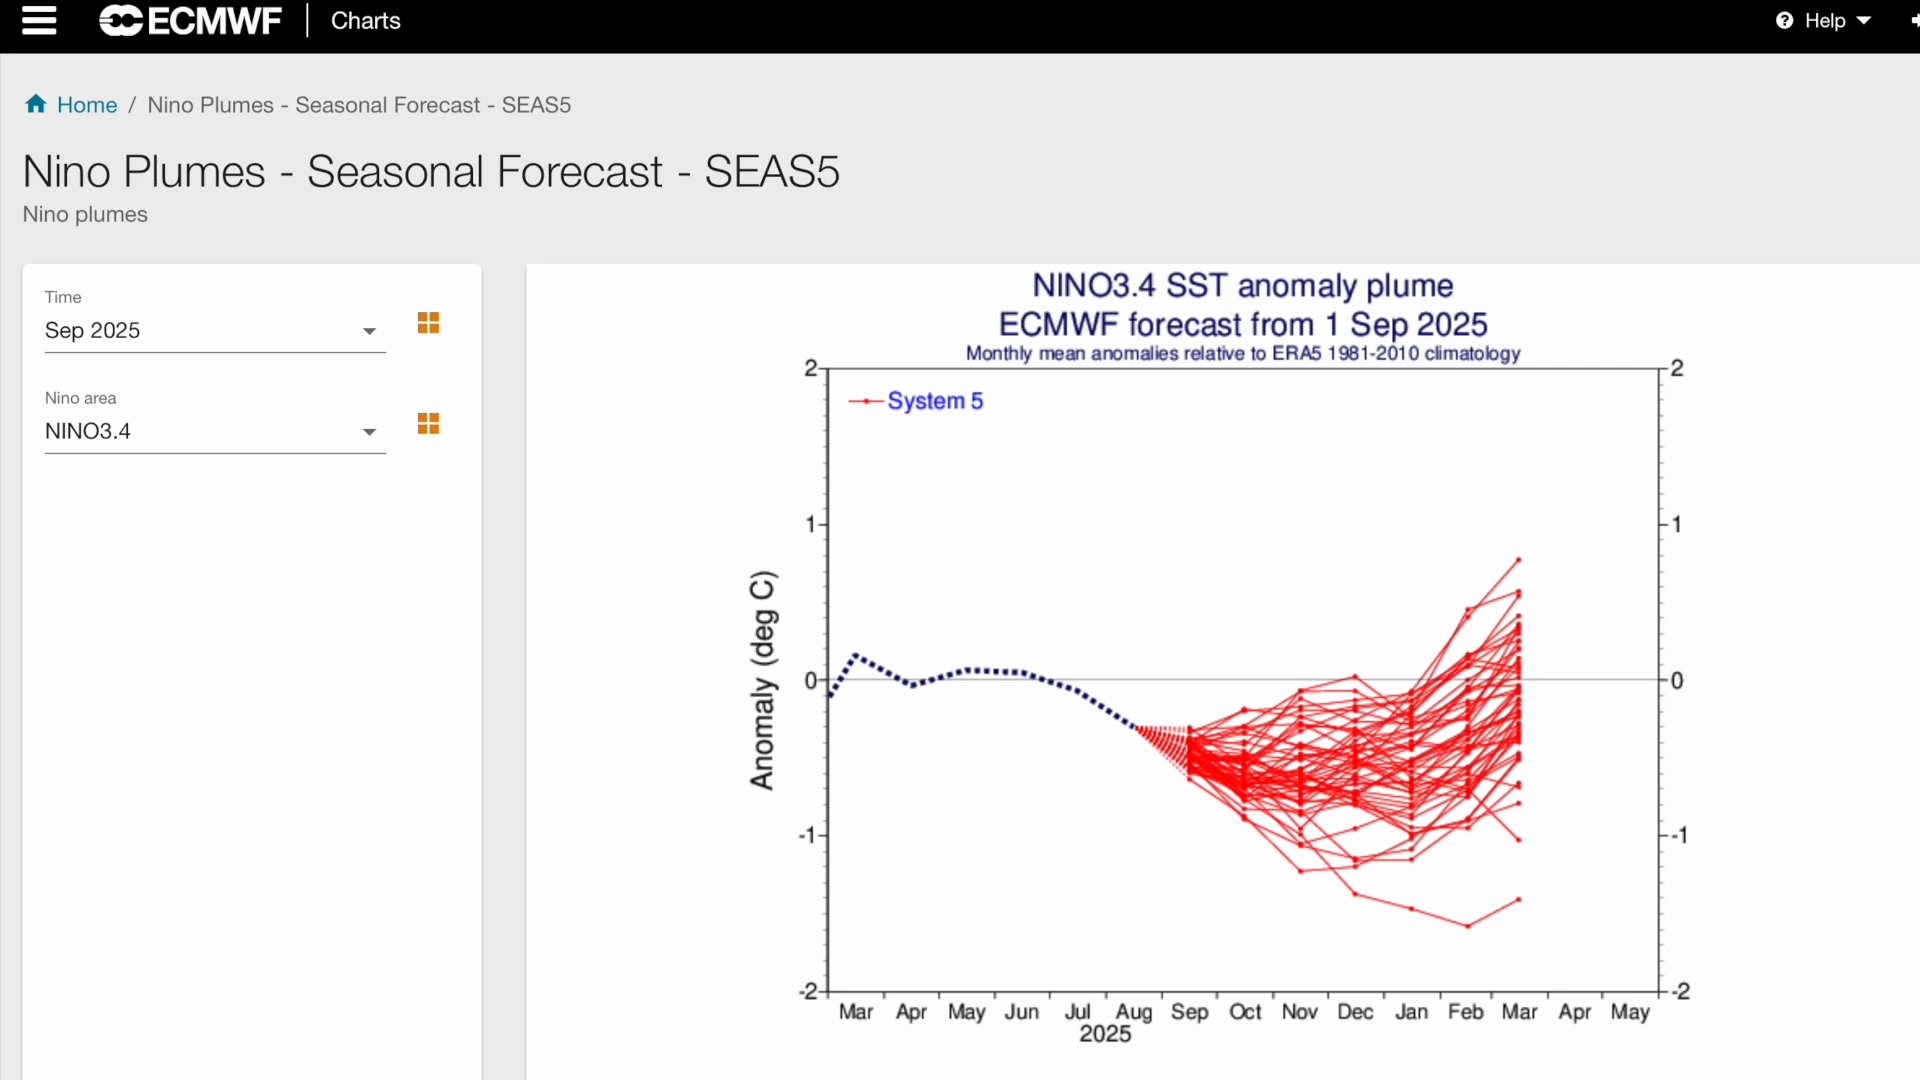 ECMWF | Charts
Help
Home / Nino Plumes - Seasonal Forecast - SEAS5
Nino Plumes - Seasonal Forecast - SEAS5
Nino plumes
Time
Sep 2025
Nino area
NINO3.4
NINO3.4 SST anomaly plume
ECMWF forecast from 1 Sep 2025
Monthly mean anomalies relative to ERA5 1981-2010 climatology
System 5
Anomaly (deg C)
2 2
1 1
0 0
-1 -1
-2 -2
Mar Apr May Jun Jul Aug Sep Oct Nov Dec Jan Feb Mar Apr May
2025